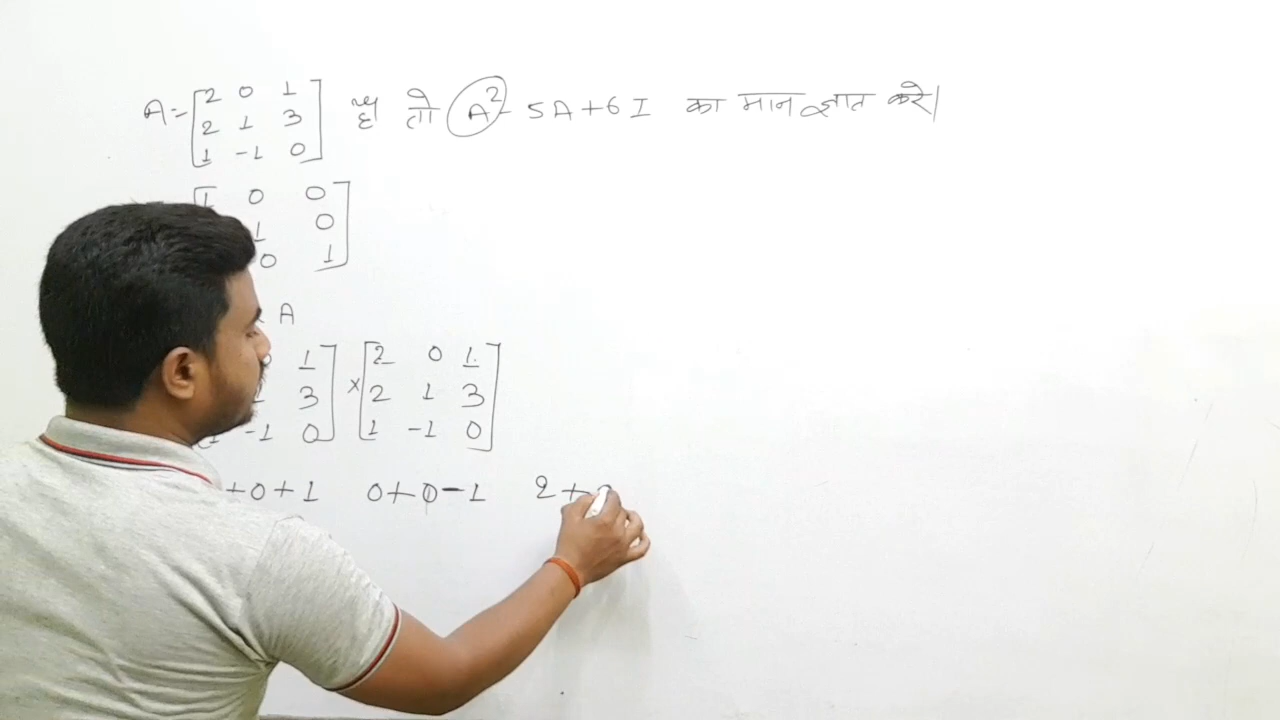 A = [2 0 1 है तो A² - 5A + 6I का मान ज्ञात करे।
2 1 3
1 -1 0]
[1 0 0
1 0
0 1]
A
1] × [2 0 1
1 3] [2 1 3
-1 0] [1 -1 0]
+0+1 0+0-1 2+